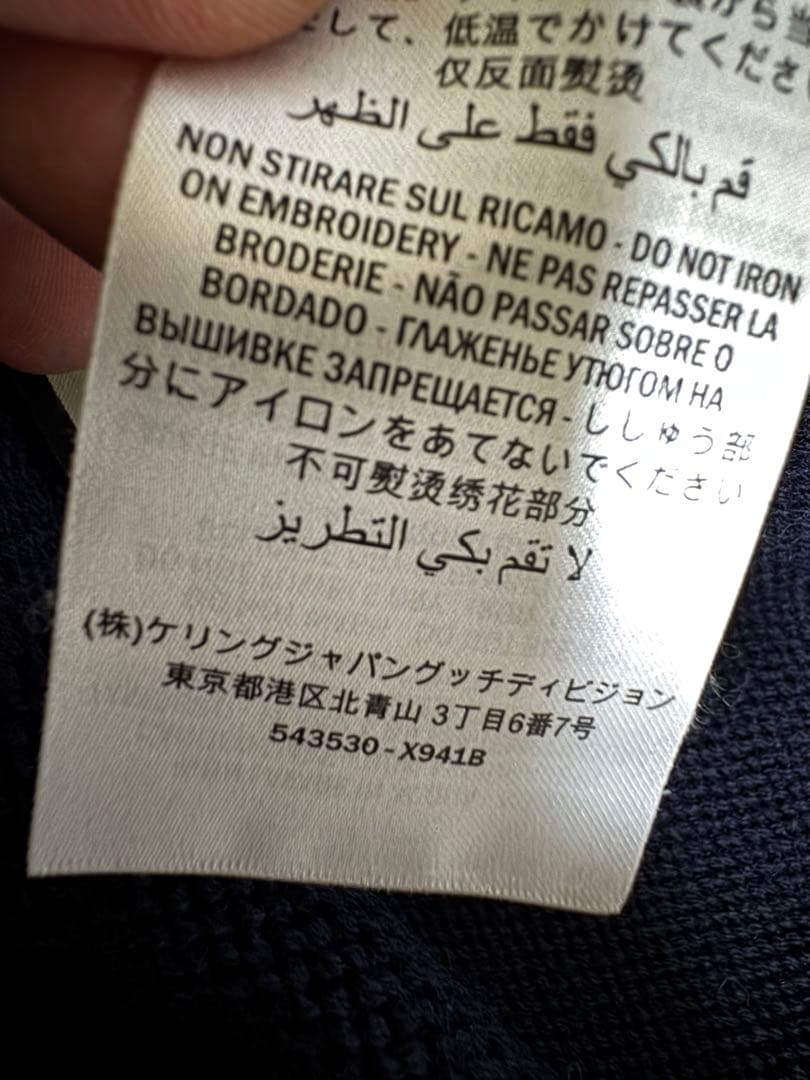 して、低温でかけてくださ
仅反面熨烫
قم بالكي فقط على الظهر
NON STIRARE SUL RICAMO - DO NOT IRON
ON EMBROIDERY - NE PAS REPASSER LA
BRODERIE - NÃO PASSAR SOBRE O
BORDADO - ГЛАЖЕНЬЕ УТЮГОМ НА
ВЫШИВКЕ ЗАПРЕЩАЕТСЯ - ししゅう部
分にアイロンをあてないでください
不可熨烫绣花部分
لا تقم بكي التطريز
(株)ケリングジャパングッチディビジョン
東京都港区北青山 3丁目6番7号
543530-X941B